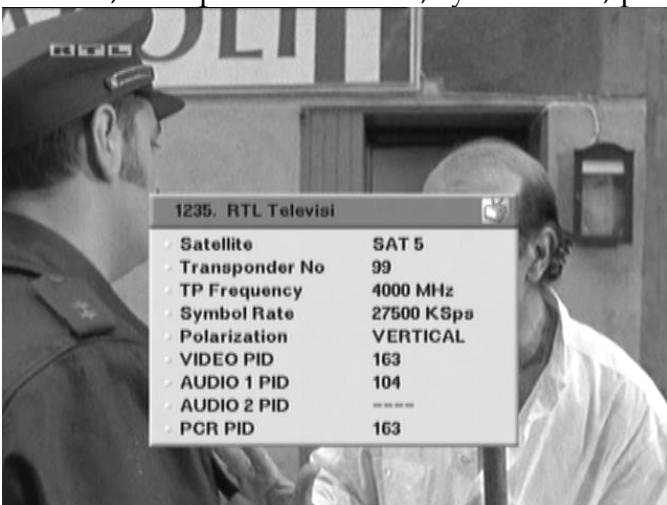 RTL
1235. RTL Televisi
Satellite SAT 5
Transponder No 99
TP Frequency 4000 MHz
Symbol Rate 27500 KSps
Polarization VERTICAL
VIDEO PID 163
AUDIO 1 PID 104
AUDIO 2 PID ----
PCR PID 163